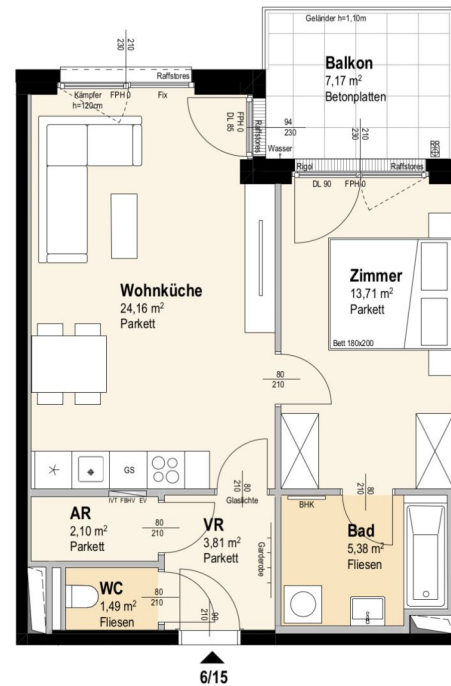 Geländer h=1,10m
Balkon
7,17 m²
Betonplatten
210
230
Raffstores
Kämpfer
h=120cm
FPH 0
Fix
FPH 0
DL 85
Raffstores
94
230
Wasser
210
230
Rigol
Raffstores
DL 90
FPH 0
Wohnküche
24,16 m²
Parkett
Zimmer
13,71 m²
Parkett
Bett 180x200
80
210
GS
80
210
Glaslichte
80
210
IVT FBHV EV
BHK
AR
2,10 m²
Parkett
80
210
VR
3,81 m²
Parkett
Garderobe
Bad
5,38 m²
Fliesen
WC
1,49 m²
Fliesen
80
210
90
210
6/15